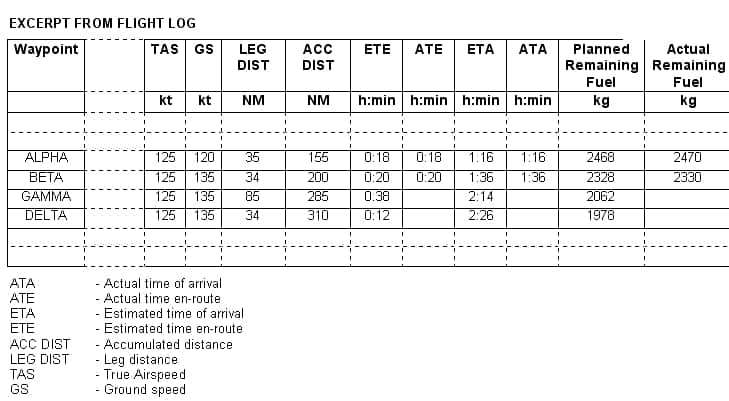 EXCERPT FROM FLIGHT LOG
Waypoint TAS GS LEG DIST ACC DIST ETE ATE ETA ATA Planned Remaining Fuel Actual Remaining Fuel
kt kt NM NM h:min h:min h:min h:min kg kg
ALPHA 125 120 35 155 0:18 0:18 1:16 1:16 2468 2470
BETA 125 135 34 200 0:20 0:20 1:36 1:36 2328 2330
GAMMA 125 135 85 285 0.38 2:14 2062
DELTA 125 135 34 310 0:12 2:26 1978
ATA - Actual time of arrival
ATE - Actual time en-route
ETA - Estimated time of arrival
ETE - Estimated time en-route
ACC DIST - Accumulated distance
LEG DIST - Leg distance
TAS - True Airspeed
GS - Ground speed